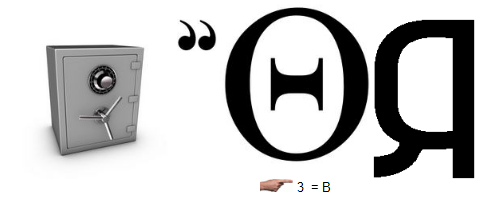 ”ΘЯ
3 = В